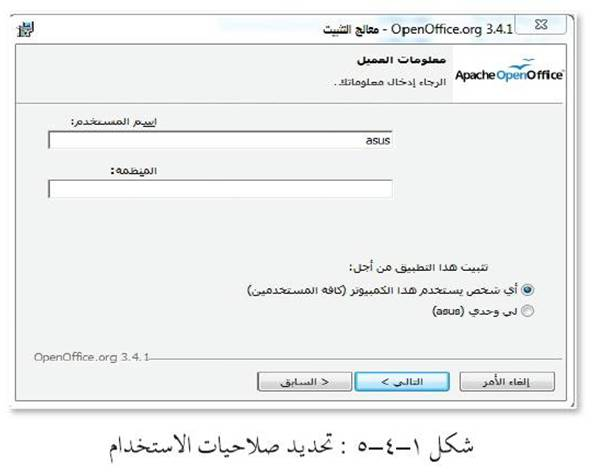 OpenOffice.org 3.4.1 - معالج التثبيت
معلومات العميل
الرجاء إدخال معلوماتك.
Apache OpenOffice
اسم المستخدم:
asus
المنظمة:
تثبيت هذا التطبيق من أجل:
أي شخص يستخدم هذا الكمبيوتر (كافه المستخدمين)
لي وحدي (asus)
OpenOffice.org 3.4.1
إلغاء الأمر
التالي >
< السابق
شكل ١-٤-٥ : تحديد صلاحيات الاستخدام